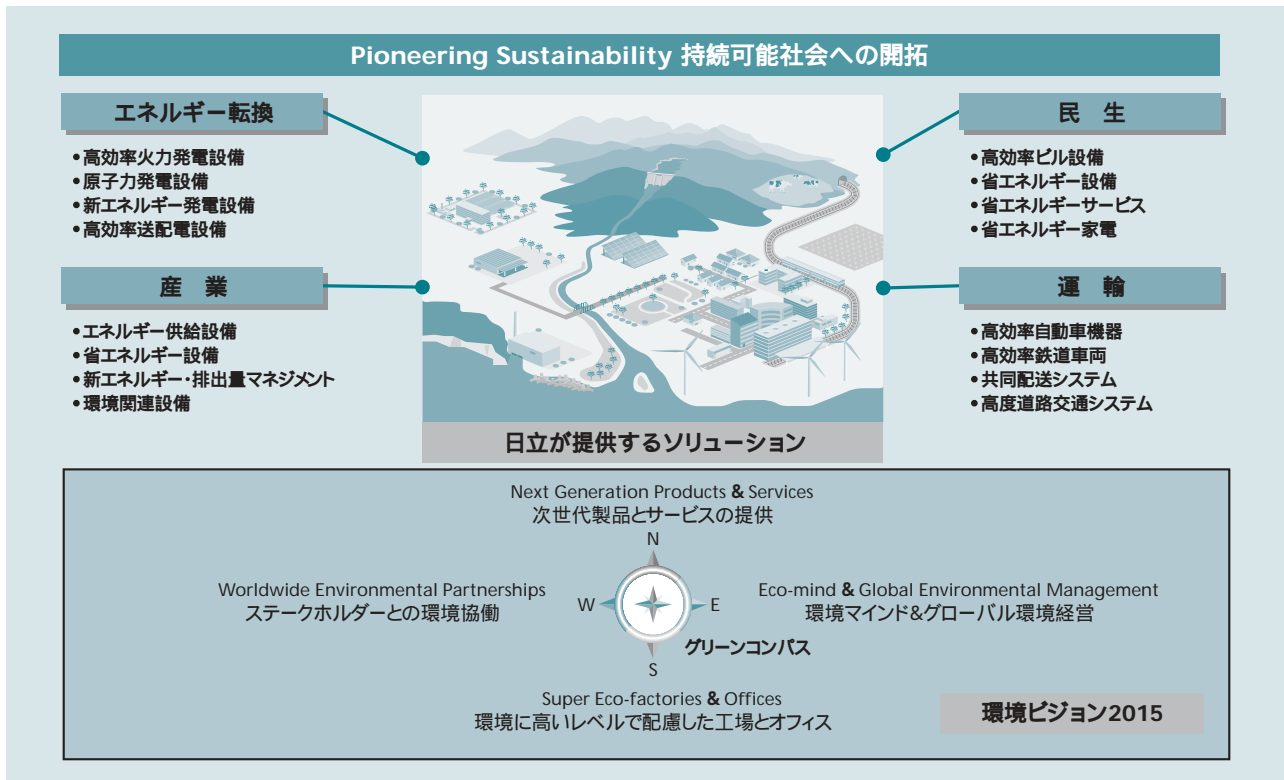 Pioneering Sustainability 持続可能社会への開拓
エネルギー転換
•高効率火力発電設備
•原子力発電設備
•新エネルギー発電設備
•高効率送配電設備
産 業
•エネルギー供給設備
•省エネルギー設備
•新エネルギー・排出量マネジメント
•環境関連設備
民 生
•高効率ビル設備
•省エネルギー設備
•省エネルギーサービス
•省エネルギー家電
運 輸
•高効率自動車機器
•高効率鉄道車両
•共同配送システム
•高度道路交通システム
日立が提供するソリューション
Next Generation Products & Services
次世代製品とサービスの提供
N
Worldwide Environmental Partnerships
ステークホルダーとの環境協働
W
E
Eco-mind & Global Environmental Management
環境マインド&グローバル環境経営
グリーンコンパス
S
Super Eco-factories & Offices
環境に高いレベルで配慮した工場とオフィス
環境ビジョン2015